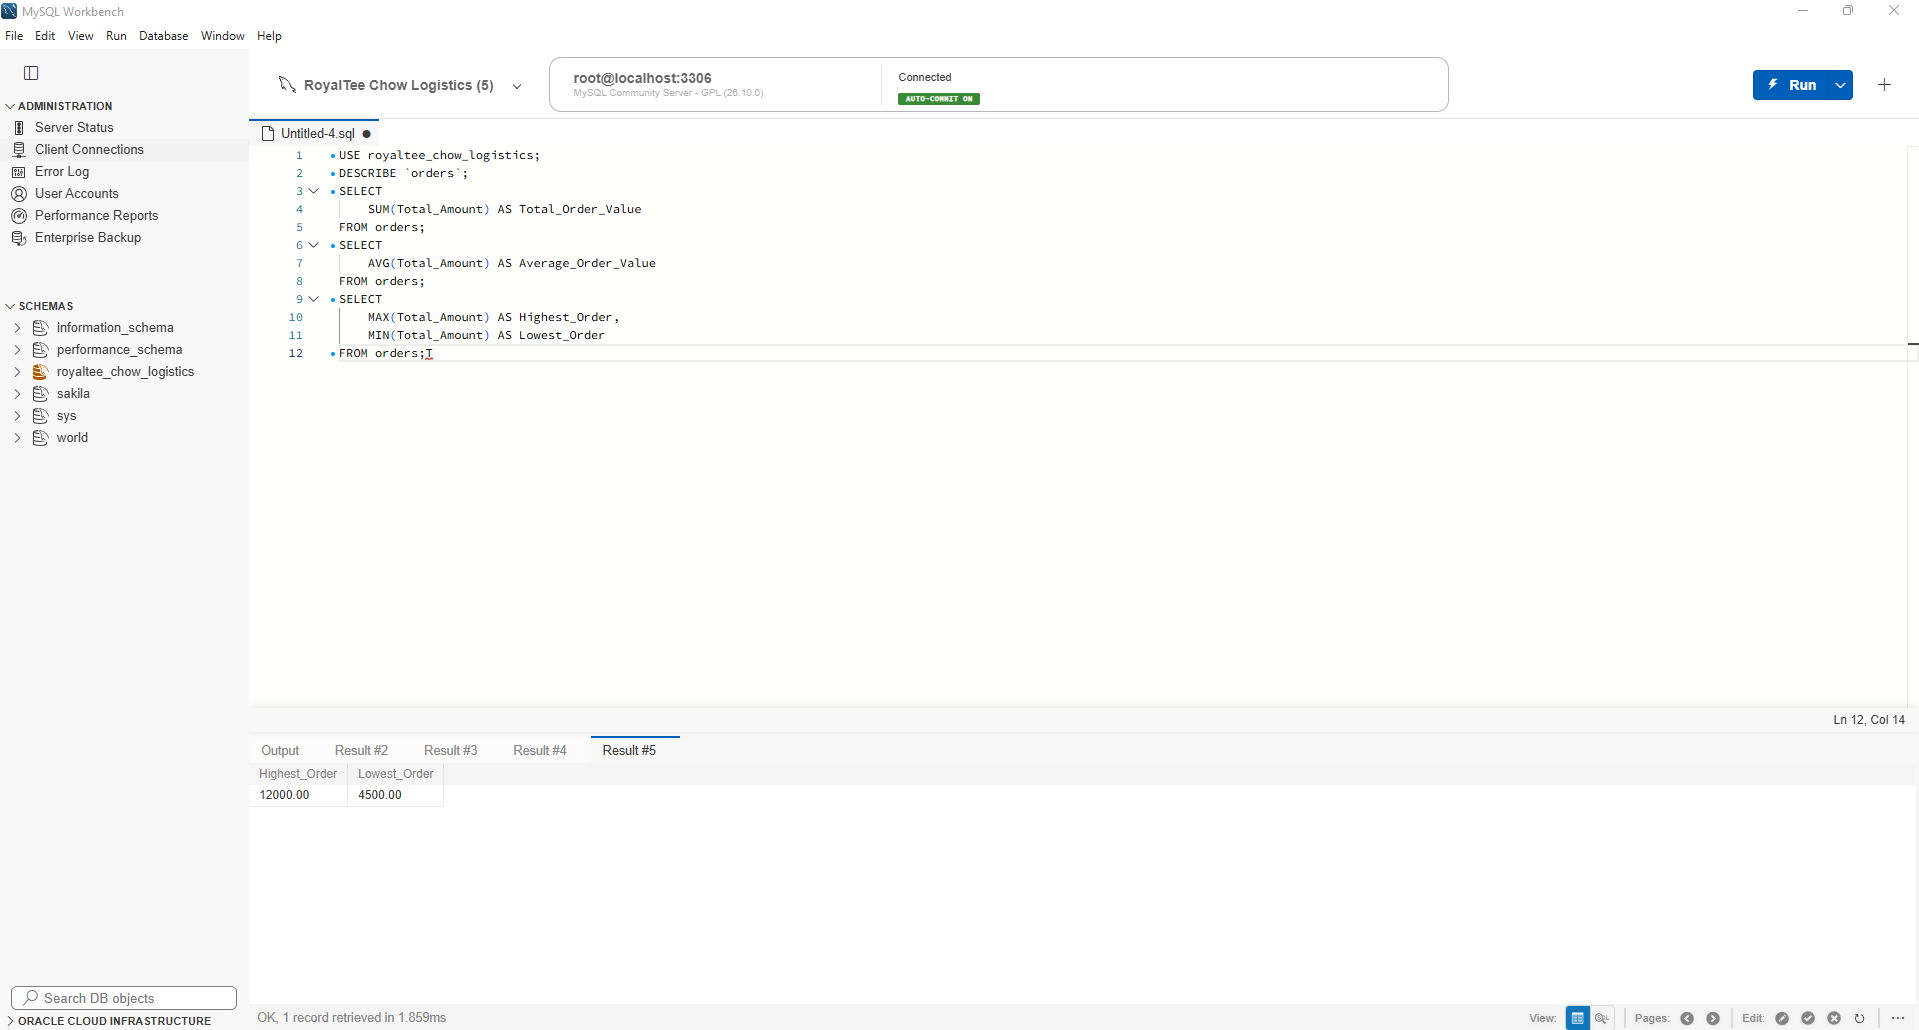 MySQL Workbench
File Edit View Run Database Window Help
RoyalTee Chow Logistics (5)
root@localhost:3306
MySQL Community Server - GPL (26.10.0)
Connected
AUTO-COMMIT ON
Run
ADMINISTRATION
Server Status
Client Connections
Error Log
User Accounts
Performance Reports
Enterprise Backup
SCHEMAS
information_schema
performance_schema
royaltee_chow_logistics
sakila
sys
world
Search DB objects
ORACLE CLOUD INFRASTRUCTURE
Untitled-4.sql
1 USE royaltee_chow_logistics;
2 DESCRIBE `orders`;
3 SELECT
4 SUM(Total_Amount) AS Total_Order_Value
5 FROM orders;
6 SELECT
7 AVG(Total_Amount) AS Average_Order_Value
8 FROM orders;
9 SELECT
10 MAX(Total_Amount) AS Highest_Order,
11 MIN(Total_Amount) AS Lowest_Order
12 FROM orders;T
Ln 12, Col 14
Output Result #2 Result #3 Result #4 Result #5
Highest_Order Lowest_Order
12000.00 4500.00
OK, 1 record retrieved in 1.859ms
View: Pages: Edit: